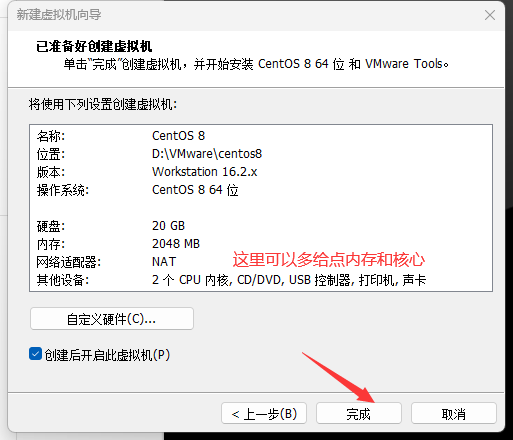 新建虚拟机向导
已准备好创建虚拟机
单击“完成”创建虚拟机，并开始安装 CentOS 8 64 位 和 VMware Tools。
将使用下列设置创建虚拟机:
名称: CentOS 8
位置: D:\VMware\centos8
版本: Workstation 16.2.x
操作系统: CentOS 8 64 位
硬盘: 20 GB
内存: 2048 MB
网络适配器: NAT 这里可以多给点内存和核心
其他设备: 2 个 CPU 内核, CD/DVD, USB 控制器, 打印机, 声卡
自定义硬件(C)...
创建后开启此虚拟机(P)
< 上一步(B) 完成 取消